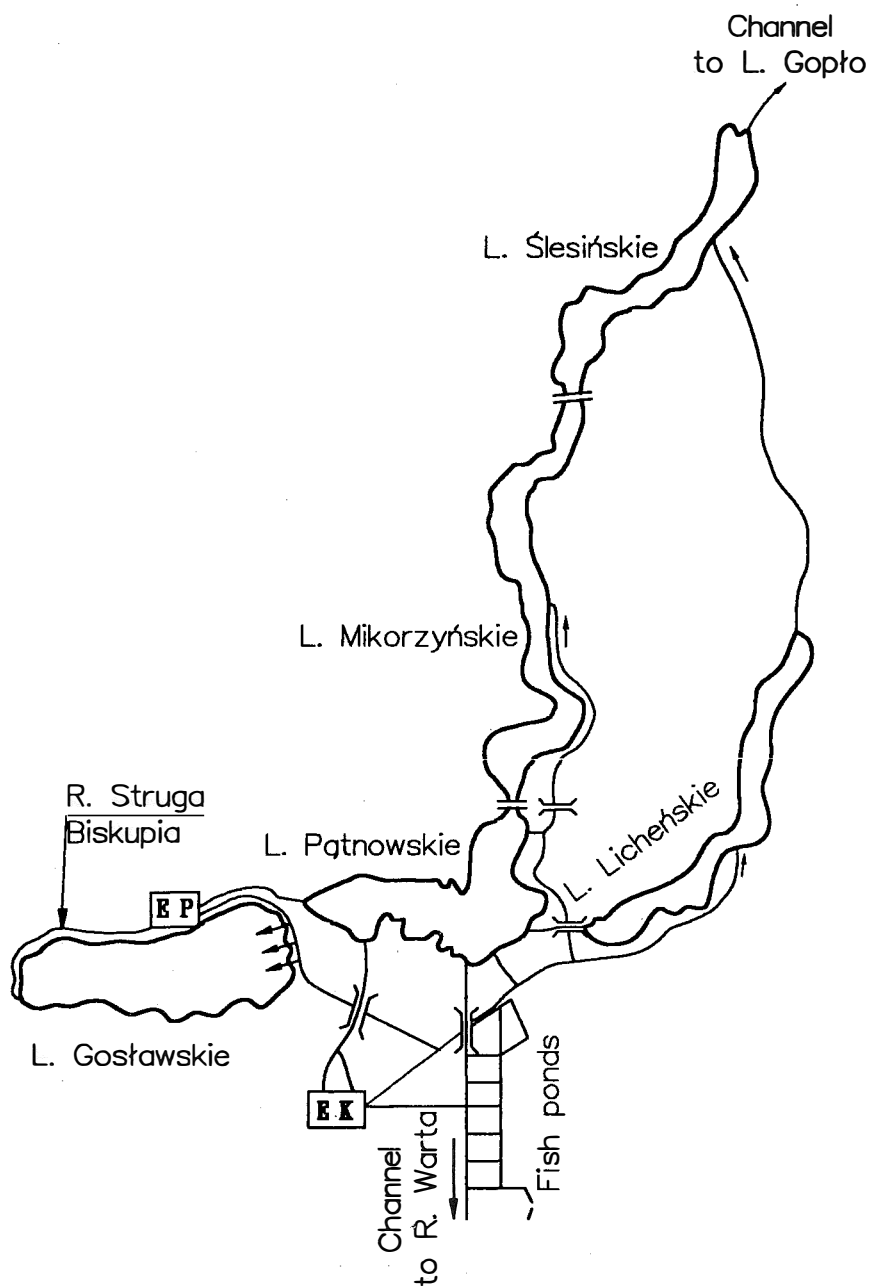 Channel
to L. Gopło
L. Ślesińskie
L. Mikorzyńskie
R. Struga
Biskupia
L. Pątnowskie
L. Licheńskie
E P
L. Gosławskie
E K
Fish ponds
Channel
to R. Warta